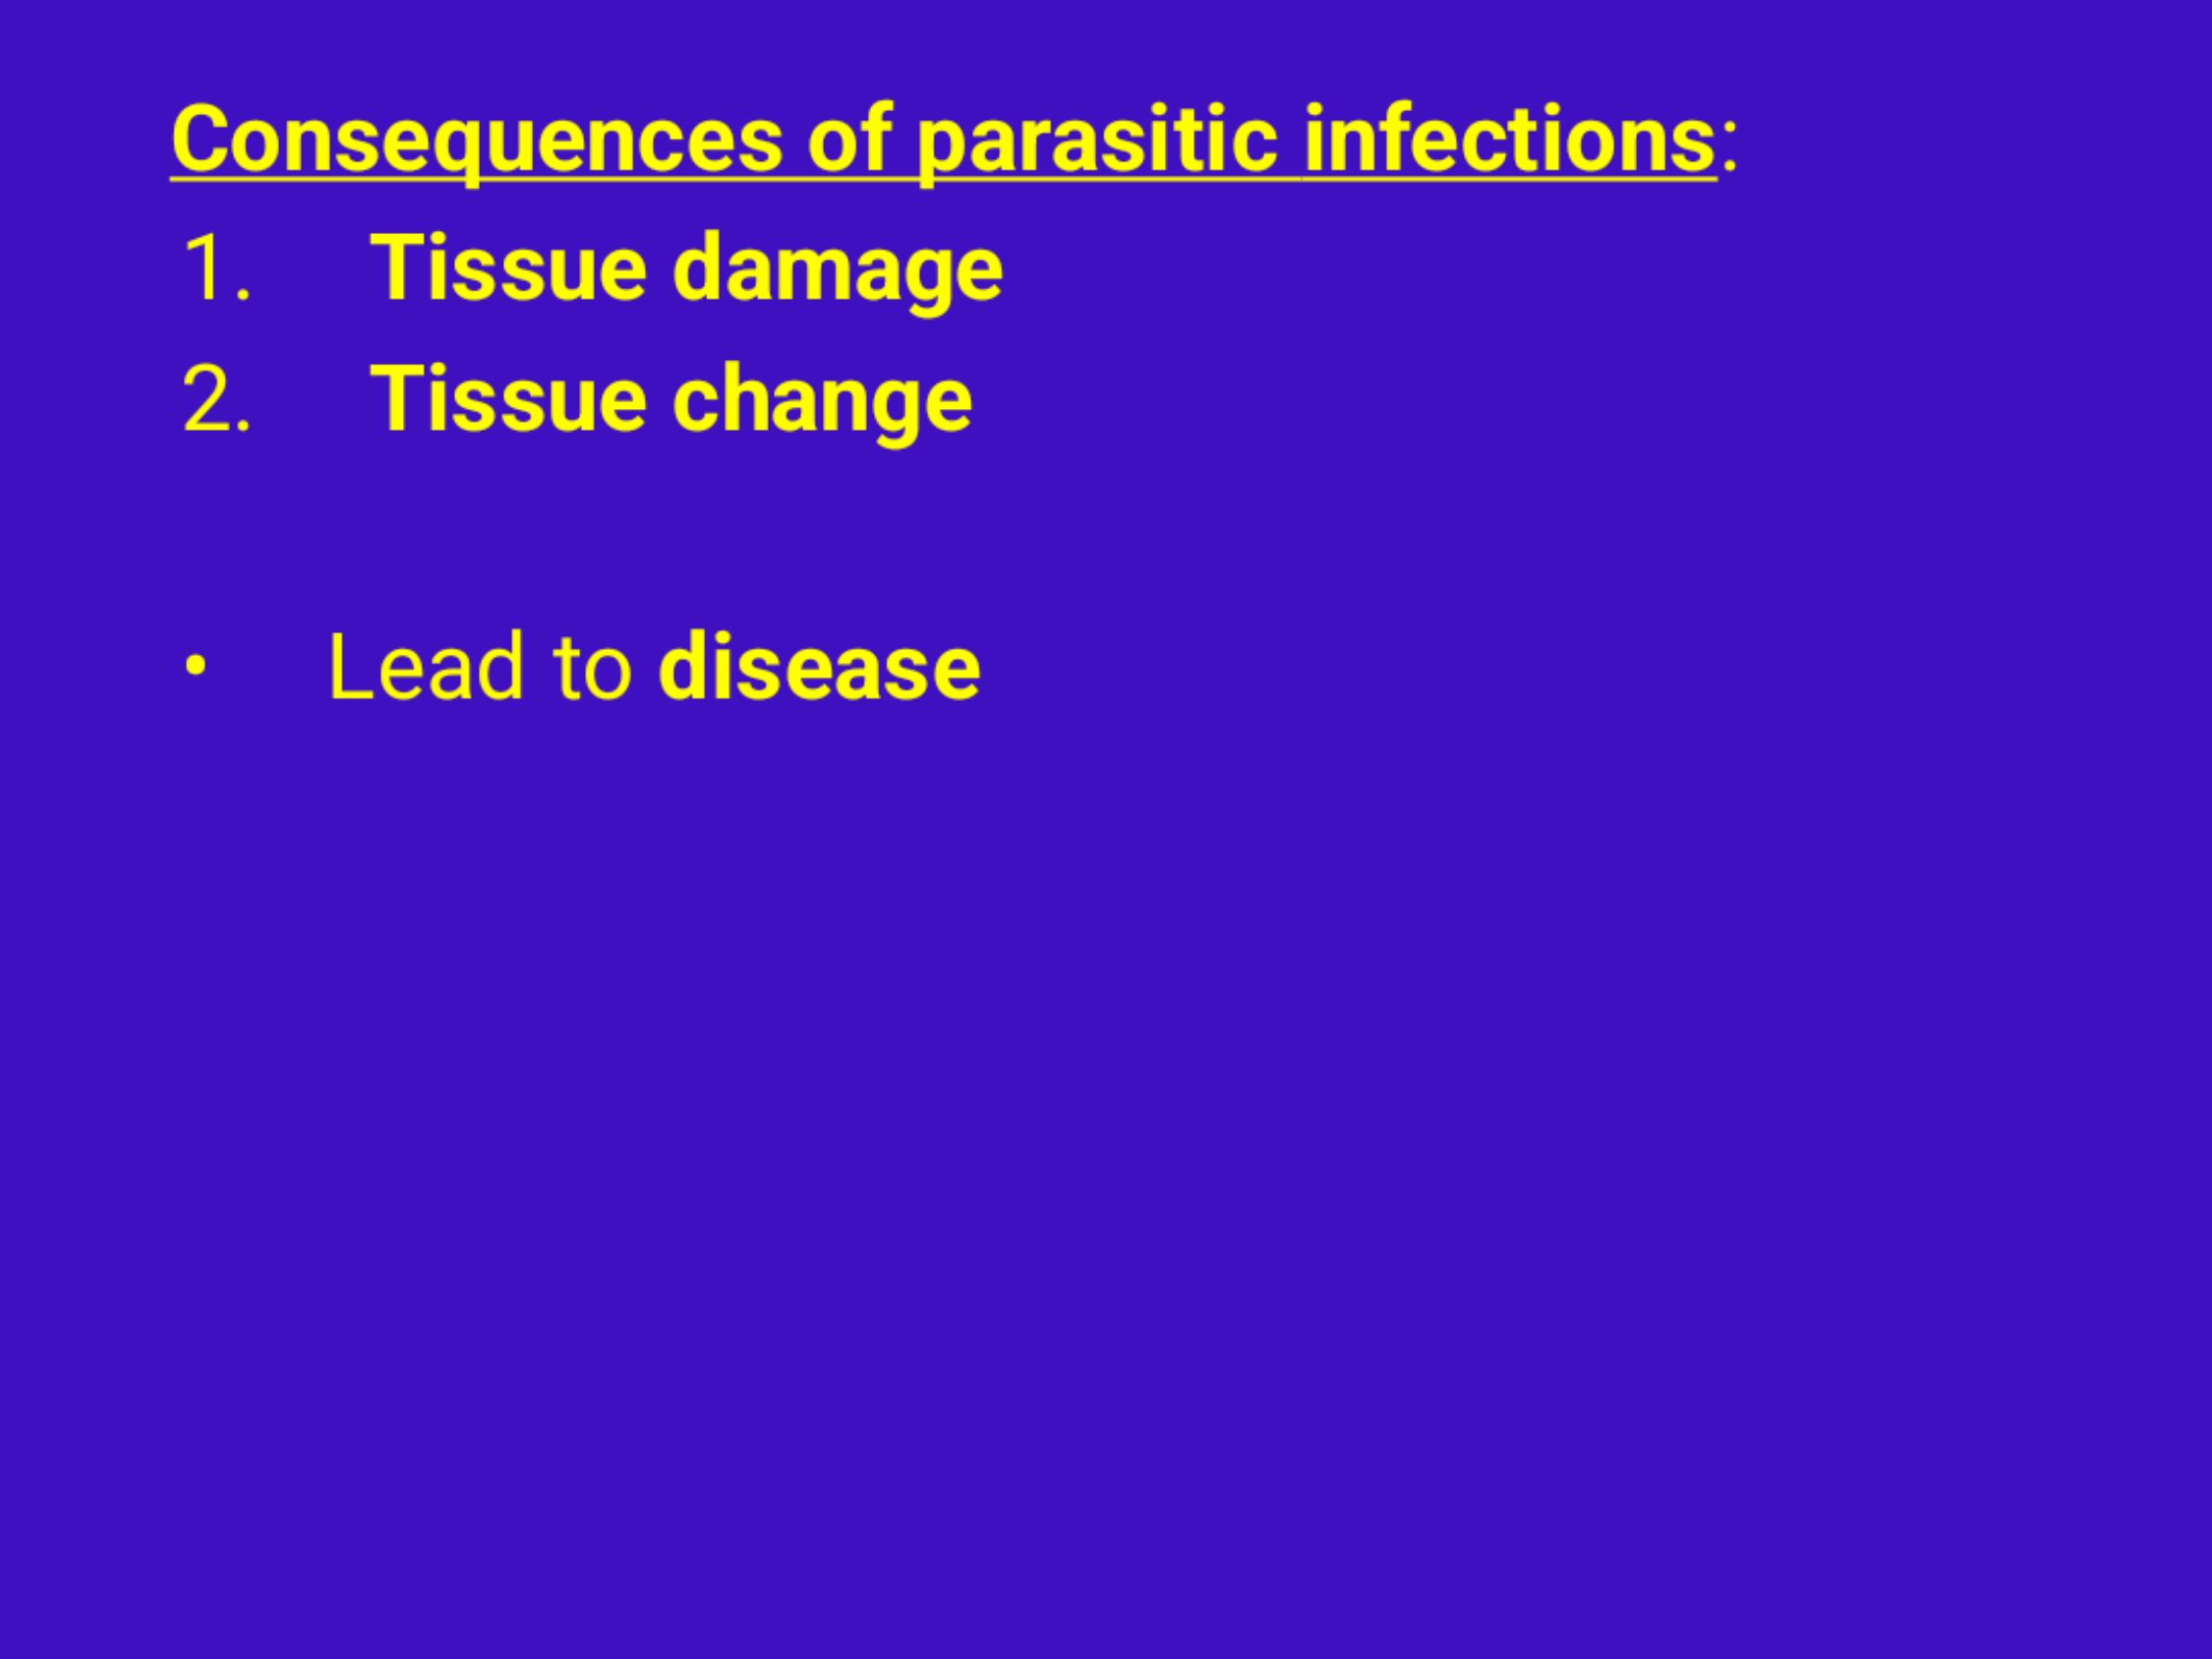 Consequences of parasitic infections:
1. Tissue damage
2. Tissue change
• Lead to disease